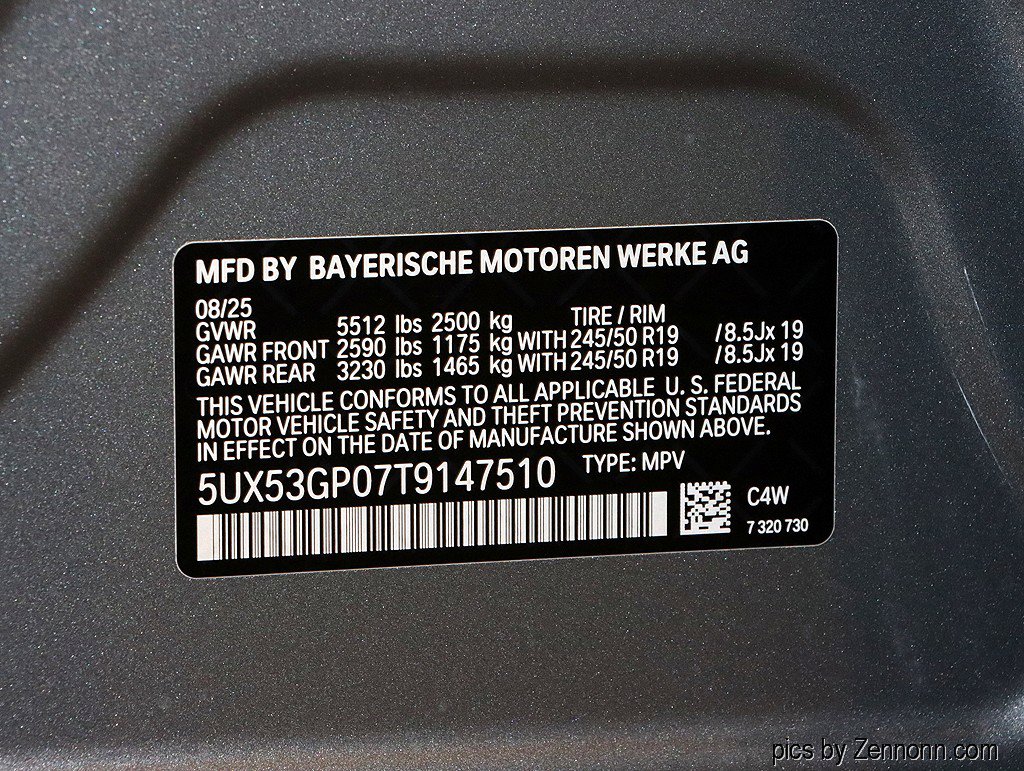 MFD BY BAYERISCHE MOTOREN WERKE AG
08/25 TIRE / RIM
GVWR 5512 lbs 2500 kg
GAWR FRONT 2590 lbs 1175 kg WITH 245/50 R19 /8.5Jx 19
GAWR REAR 3230 lbs 1465 kg WITH 245/50 R19 /8.5Jx 19
THIS VEHICLE CONFORMS TO ALL APPLICABLE U. S. FEDERAL
MOTOR VEHICLE SAFETY AND THEFT PREVENTION STANDARDS
IN EFFECT ON THE DATE OF MANUFACTURE SHOWN ABOVE.
5UX53GP07T9147510 TYPE: MPV
C4W
7 320 730
pics by Zennorin.com